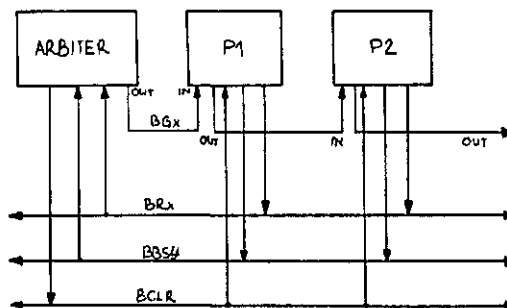 ARBITER
P1
P2
OUT
IN
BGx
OUT
IN
OUT
BRx
BBSY
BCLR